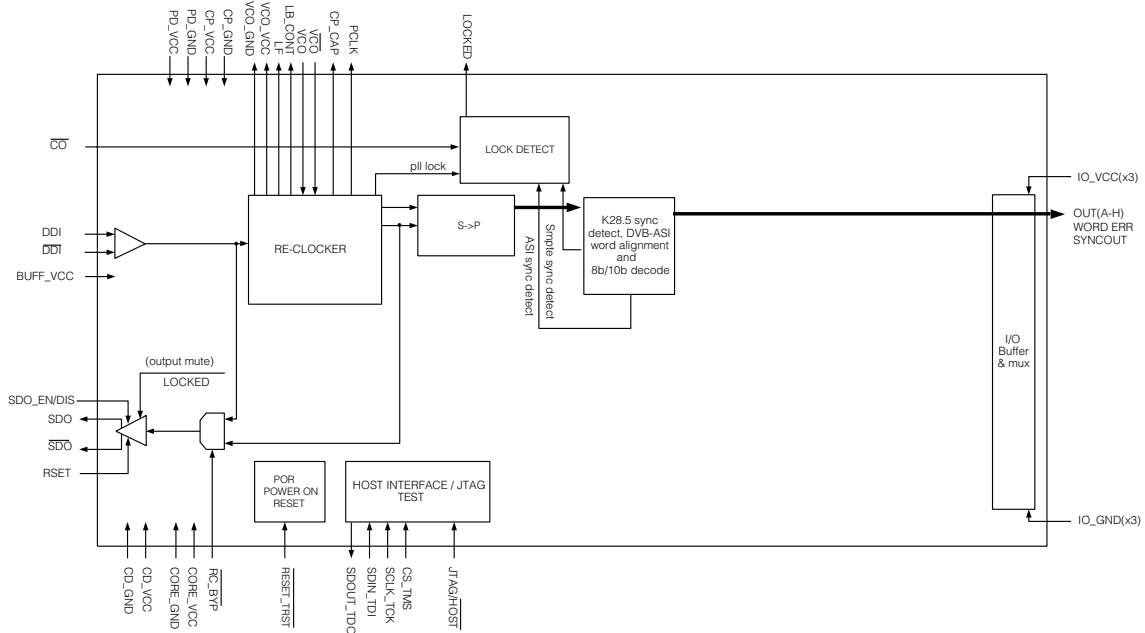 PD_VCC
PD_GND
CP_VCC
CP_GND
VCO_GND
VCO_VCC
LF
LB_CONT
VCO
VCO
CP_CAP
PCLK
LOCKED
CD
LOCK DETECT
pll lock
IO_VCC(x3)
DDI
DDI
BUFF_VCC
RE-CLOCKER
S->P
ASI sync detect
Smpte sync detect
K28.5 sync
detect, DVB-ASI
word alignment
and
8b/10b decode
OUT(A-H)
WORD ERR
SYNCOUT
I/O
Buffer
& mux
(output mute)
LOCKED
SDO_EN/DIS
SDO
SDO
RSET
POR
POWER ON
RESET
HOST INTERFACE / JTAG
TEST
IO_GND(x3)
CD_GND
CD_VCC
CORE_GND
CORE_VCC
RC_BYP
RESET_TRST
SDOUT_TDO
SDIN_TDI
SCLK_TCK
CS_TMS
JTAG/HOST